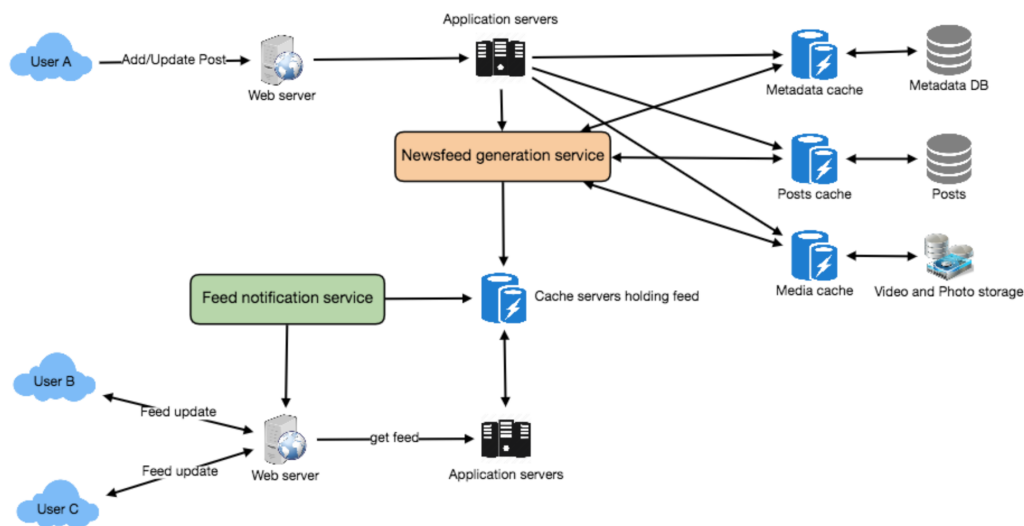 Application servers
User A
Add/Update Post
Web server
Metadata cache
Metadata DB
Newsfeed generation service
Posts cache
Posts
Feed notification service
Cache servers holding feed
Media cache
Video and Photo storage
User B
Feed update
get feed
Feed update
Web server
Application servers
User C